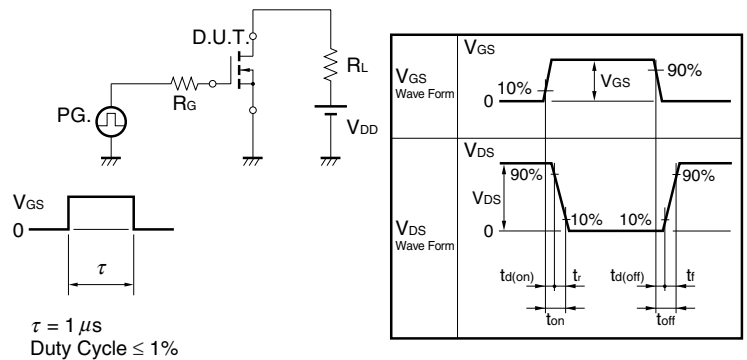 D.U.T.
RL
RG
PG.
VDD
VGS
0
τ
τ = 1 μs
Duty Cycle ≤ 1%
VGS
Wave Form
VGS
10%
0
VGS
90%
VDS
Wave Form
VDS
90%
VDS
0
10%
10%
90%
td(on)
tr
td(off)
tf
ton
toff